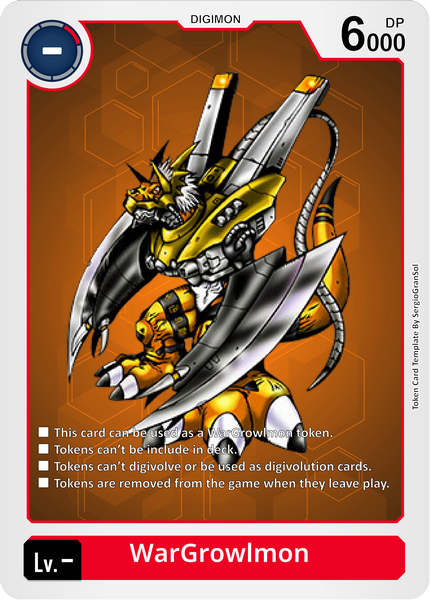 DIGIMON
-
DP
6000
Token Card Template By SergioGranSol
■ This card can be used as a WarGrowlmon token.
■ Tokens can't be include in deck.
■ Tokens can't digivolve or be used as digivolution cards.
■ Tokens are removed from the game when they leave play.
Lv.-
WarGrowlmon